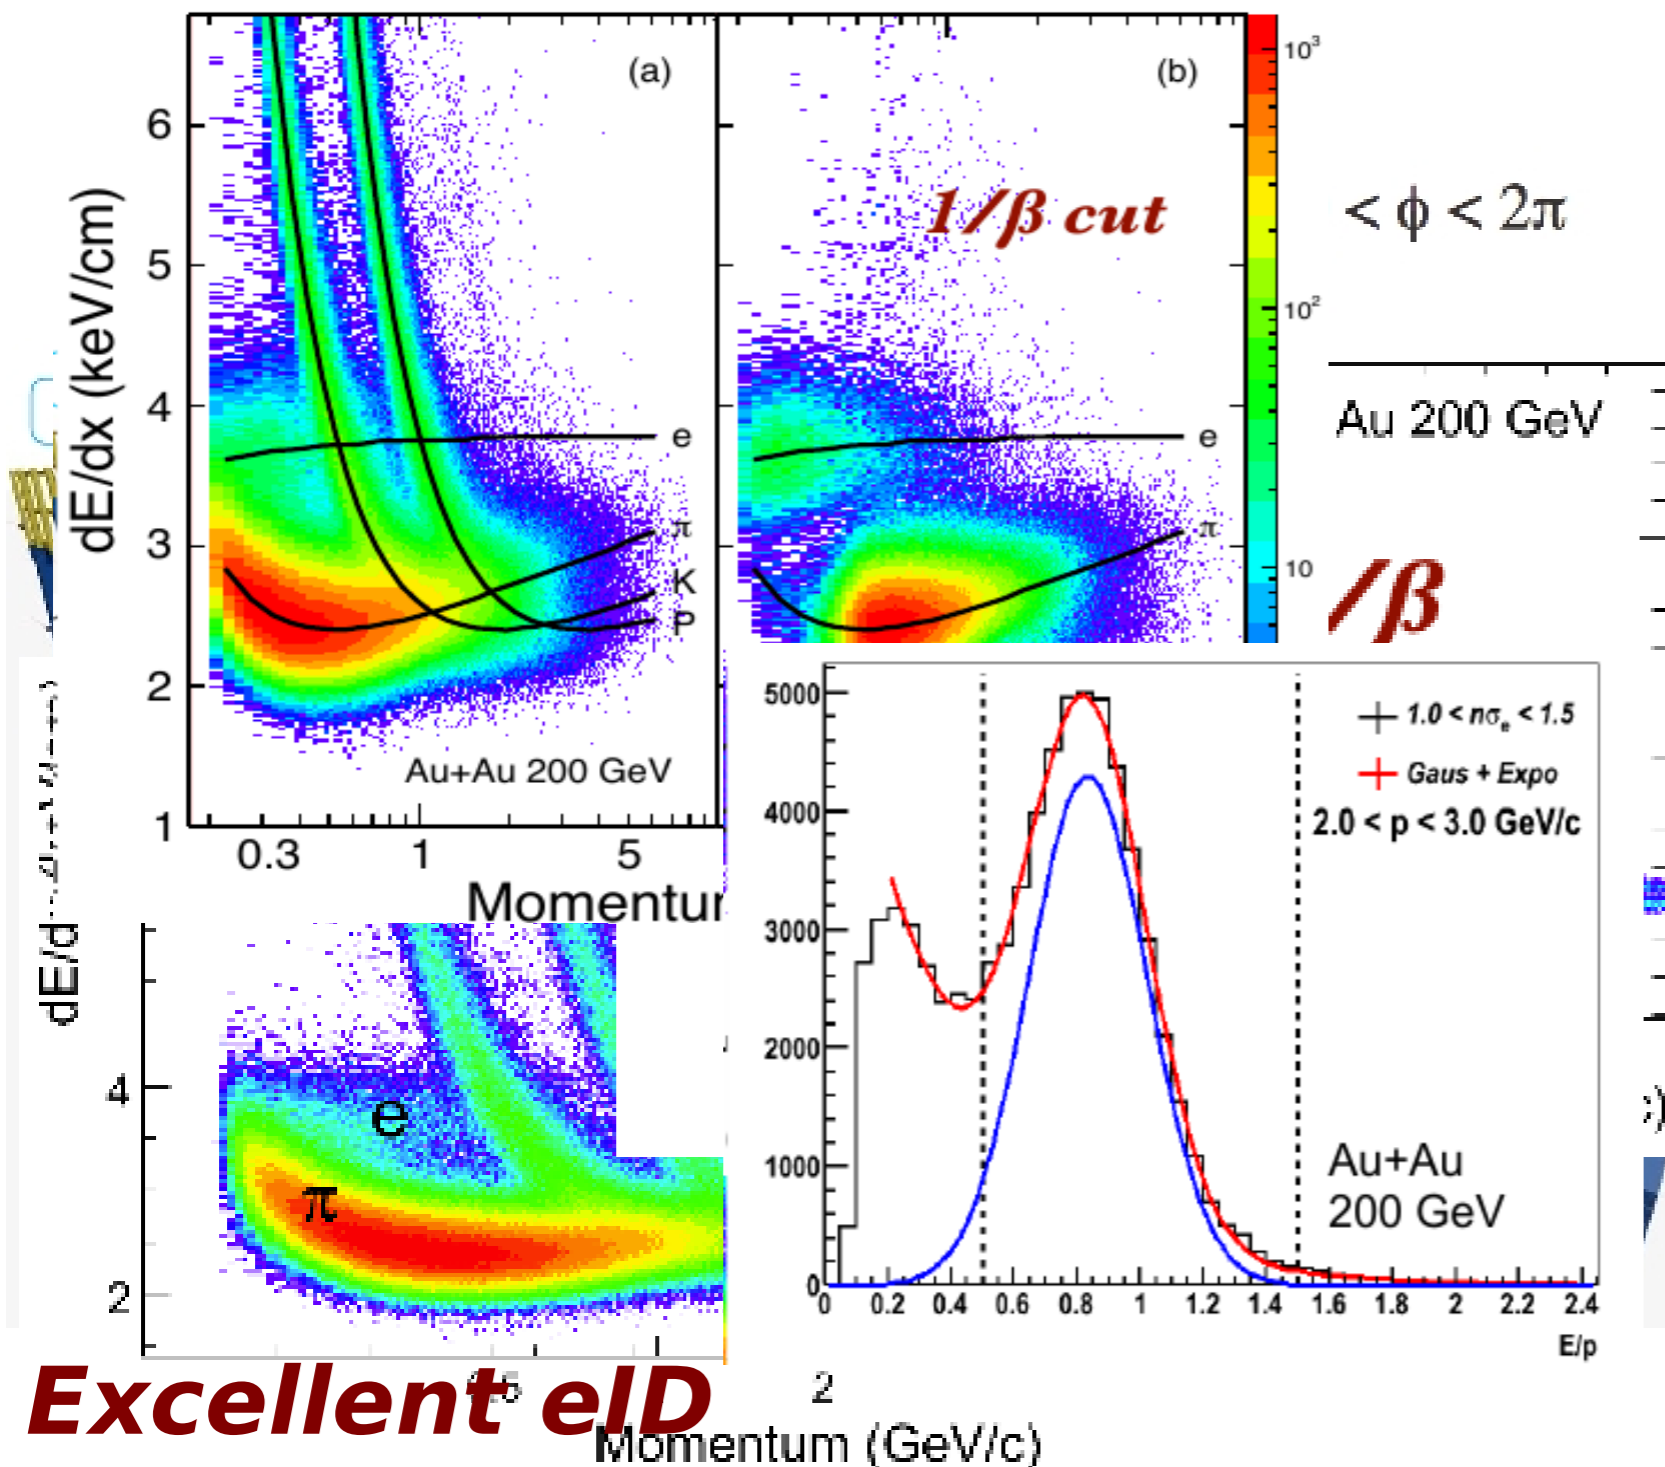 (a)
(b)
10³
6
1/β cut
< ϕ < 2π
5
10²
dE/dx (keV/cm)
4
Au 200 GeV
e
e
3
π
π
10
K
/β
P
2
Au+Au 200 GeV
1
0.3 1 5
Momentum
5000
4000
3000
2000
1000
0
1.0 < nσₑ < 1.5
Gaus + Expo
2.0 < p < 3.0 GeV/c
Au+Au
200 GeV
0 0.2 0.4 0.6 0.8 1 1.2 1.4 1.6 1.8 2 2.2 2.4
E/p
dE/d
4
e
π
2
Excellent eID
2
Momentum (GeV/c)